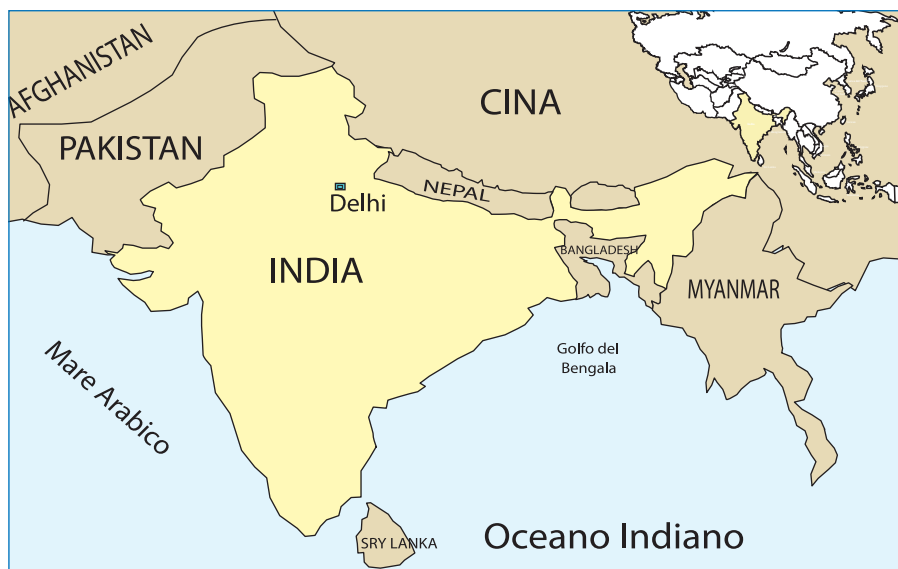 AFGHANISTAN
CINA
PAKISTAN
NEPAL
Delhi
BANGLADESH
INDIA
MYANMAR
Golfo del
Bengala
Mare Arabico
Oceano Indiano
SRY LANKA